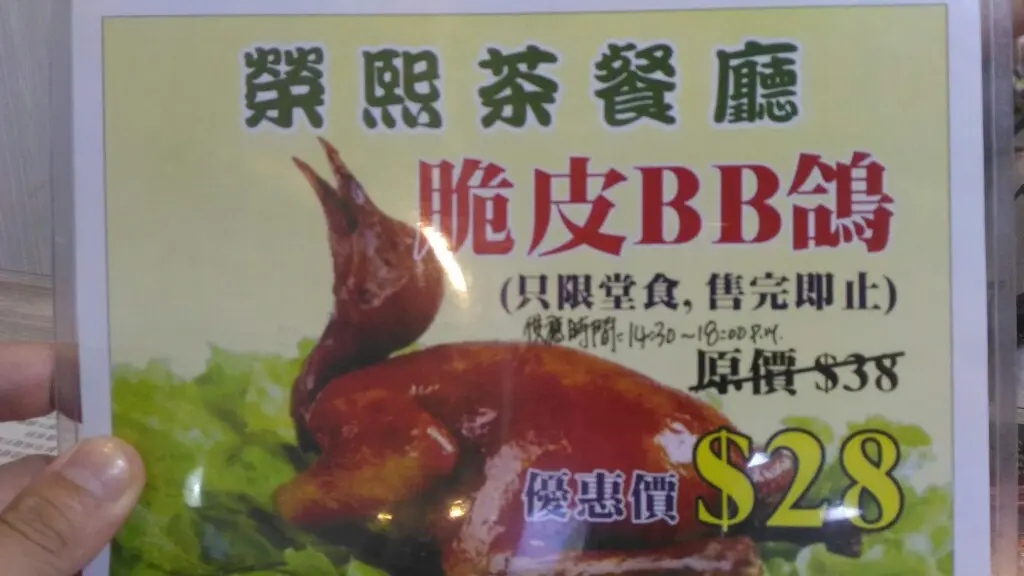 榮熙茶餐廳
脆皮BB鴿
(只限堂食, 售完即止)
優惠時間: 14:30~18:00 P.M.
原價 $38
優惠價 $28